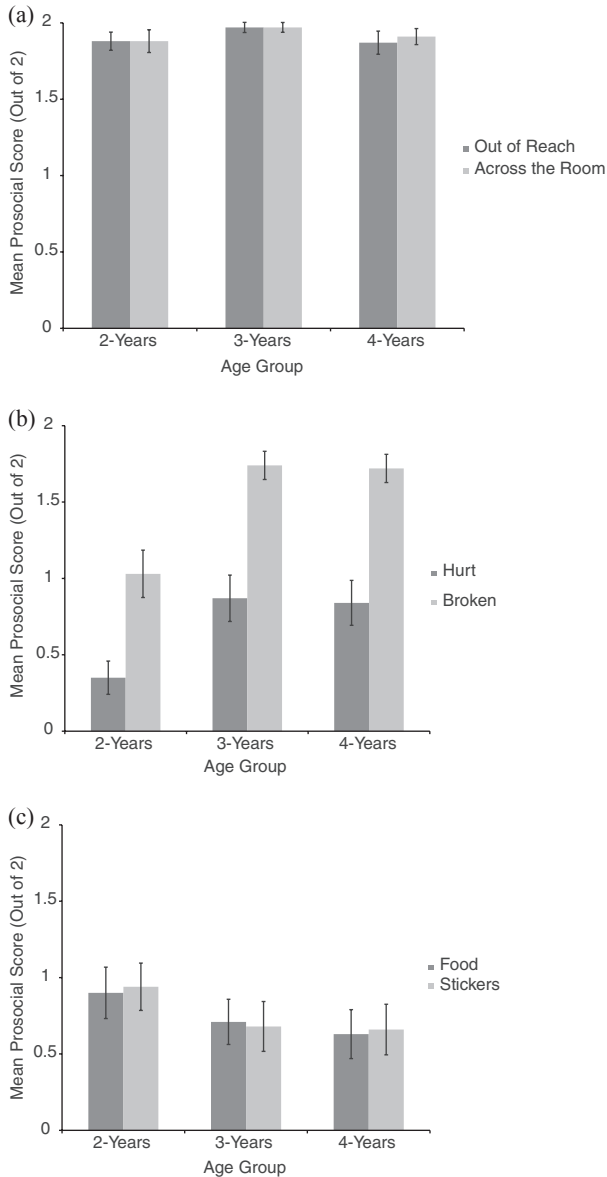 (a)
Mean Prosocial Score (Out of 2)
2
1.5
1
0.5
0
2-Years 3-Years 4-Years
Age Group
Out of Reach
Across the Room
(b)
Mean Prosocial Score (Out of 2)
2
1.5
1
0.5
0
2-Years 3-Years 4-Years
Age Group
Hurt
Broken
(c)
Mean Prosocial Score (Out of 2)
2
1.5
1
0.5
0
2-Years 3-Years 4-Years
Age Group
Food
Stickers